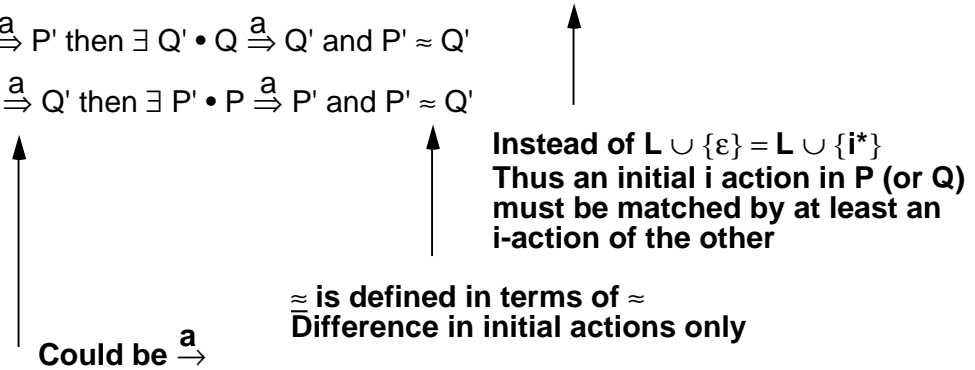 a⇒ P' then ∃ Q' • Q a⇒ Q' and P' ≈ Q'
a⇒ Q' then ∃ P' • P a⇒ P' and P' ≈ Q'
Instead of L ∪ {ε} = L ∪ {i*}
Thus an initial i action in P (or Q)
must be matched by at least an
i-action of the other
≈ is defined in terms of ≈
Difference in initial actions only
Could be a→